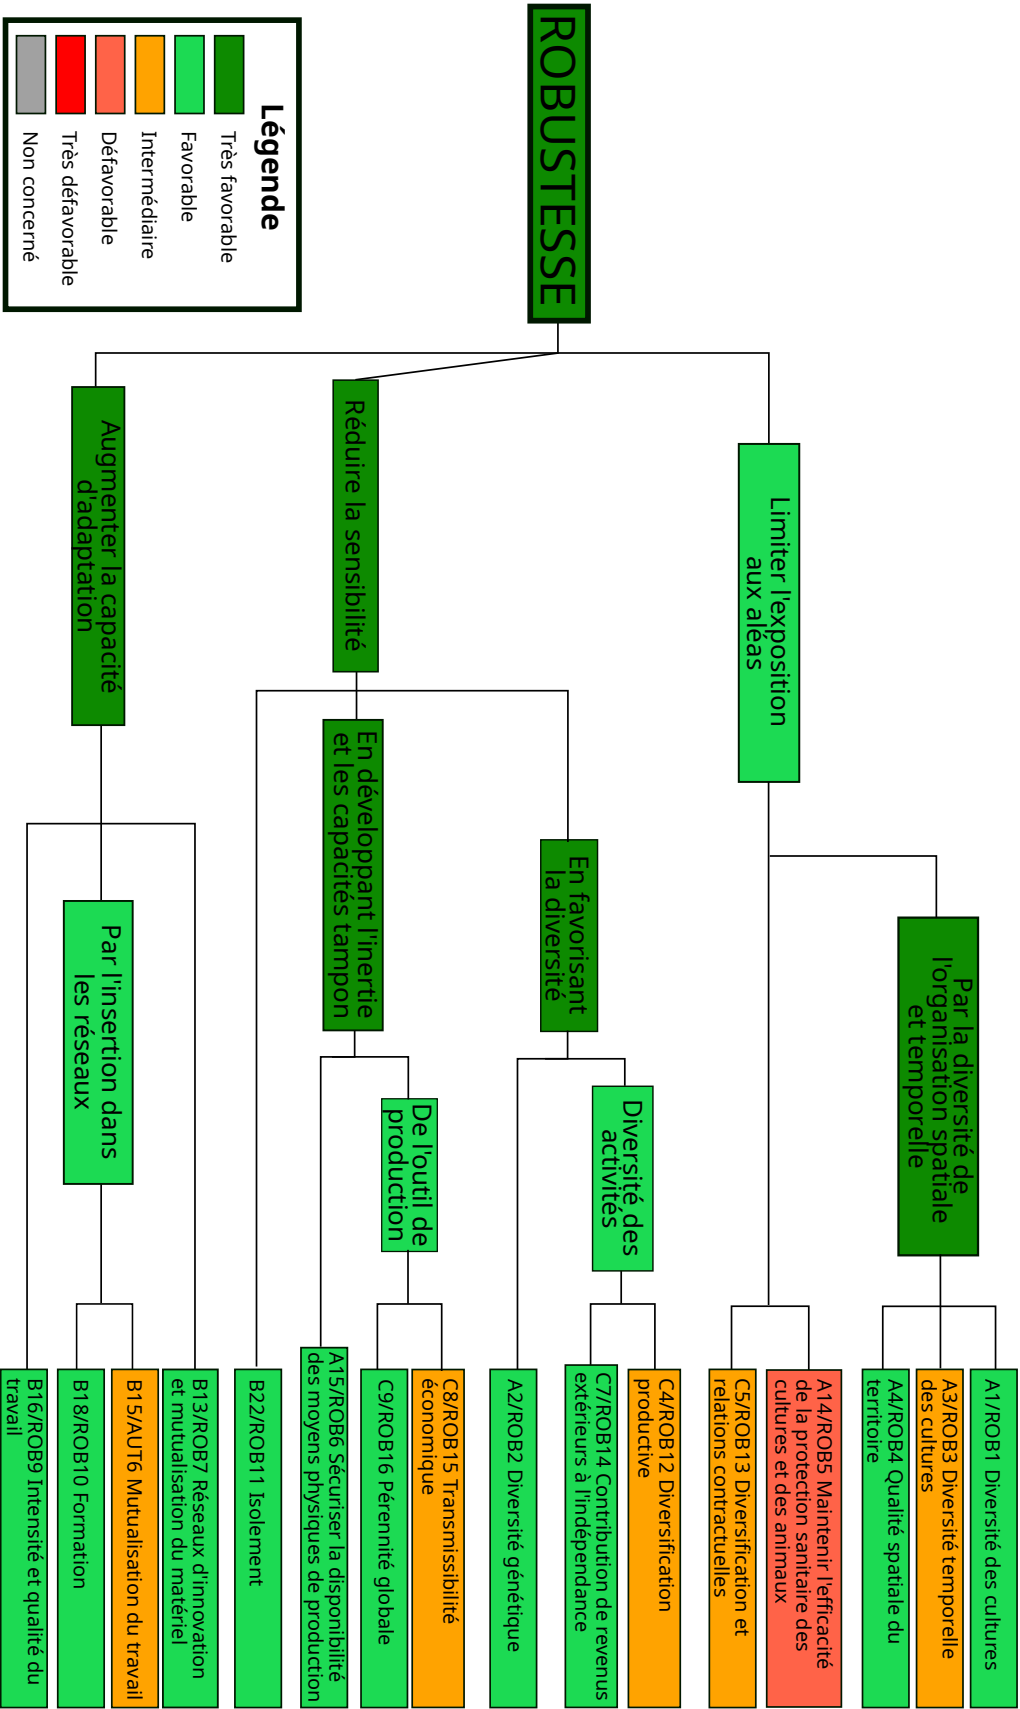 ROBUSTESSE
Légende
Très favorable
Favorable
Intermédiaire
Défavorable
Très défavorable
Non concerné
Limiter l'exposition
aux aléas
Réduire la sensibilité
Augmenter la capacité
d'adaptation
Par la diversité de
l'organisation spatiale
et temporelle
En favorisant
la diversité
En développant l'inertie
et les capacités tampon
Par l'insertion dans
les réseaux
Diversité des
activités
De l'outil de
production
A1/ROB1 Diversité des cultures
A3/ROB3 Diversité temporelle
des cultures
A4/ROB4 Qualité spatiale du
territoire
A14/ROB5 Maintenir l'efficacité
de la protection sanitaire des
cultures et des animaux
C5/ROB13 Diversification et
relations contractuelles
C4/ROB12 Diversification
productive
C7/ROB14 Contribution de revenus
extérieurs à l'indépendance
A2/ROB2 Diversité génétique
C8/ROB15 Transmissibilité
économique
C9/ROB16 Pérennité globale
A15/ROB6 Sécuriser la disponibilité
des moyens physiques de production
B22/ROB11 Isolement
B13/ROB7 Réseaux d'innovation
et mutualisation du matériel
B15/AUT6 Mutualisation du travail
B18/ROB10 Formation
B16/ROB9 Intensité et qualité du
travail